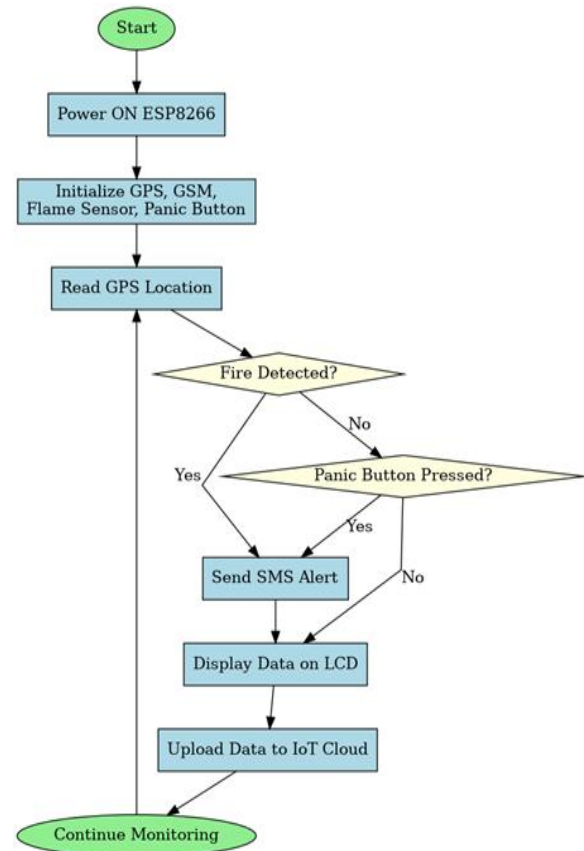 Start
Power ON ESP8266
Initialize GPS, GSM,
Flame Sensor, Panic Button
Read GPS Location
Fire Detected?
No
Yes
Panic Button Pressed?
Yes
Send SMS Alert
No
Display Data on LCD
Upload Data to IoT Cloud
Continue Monitoring